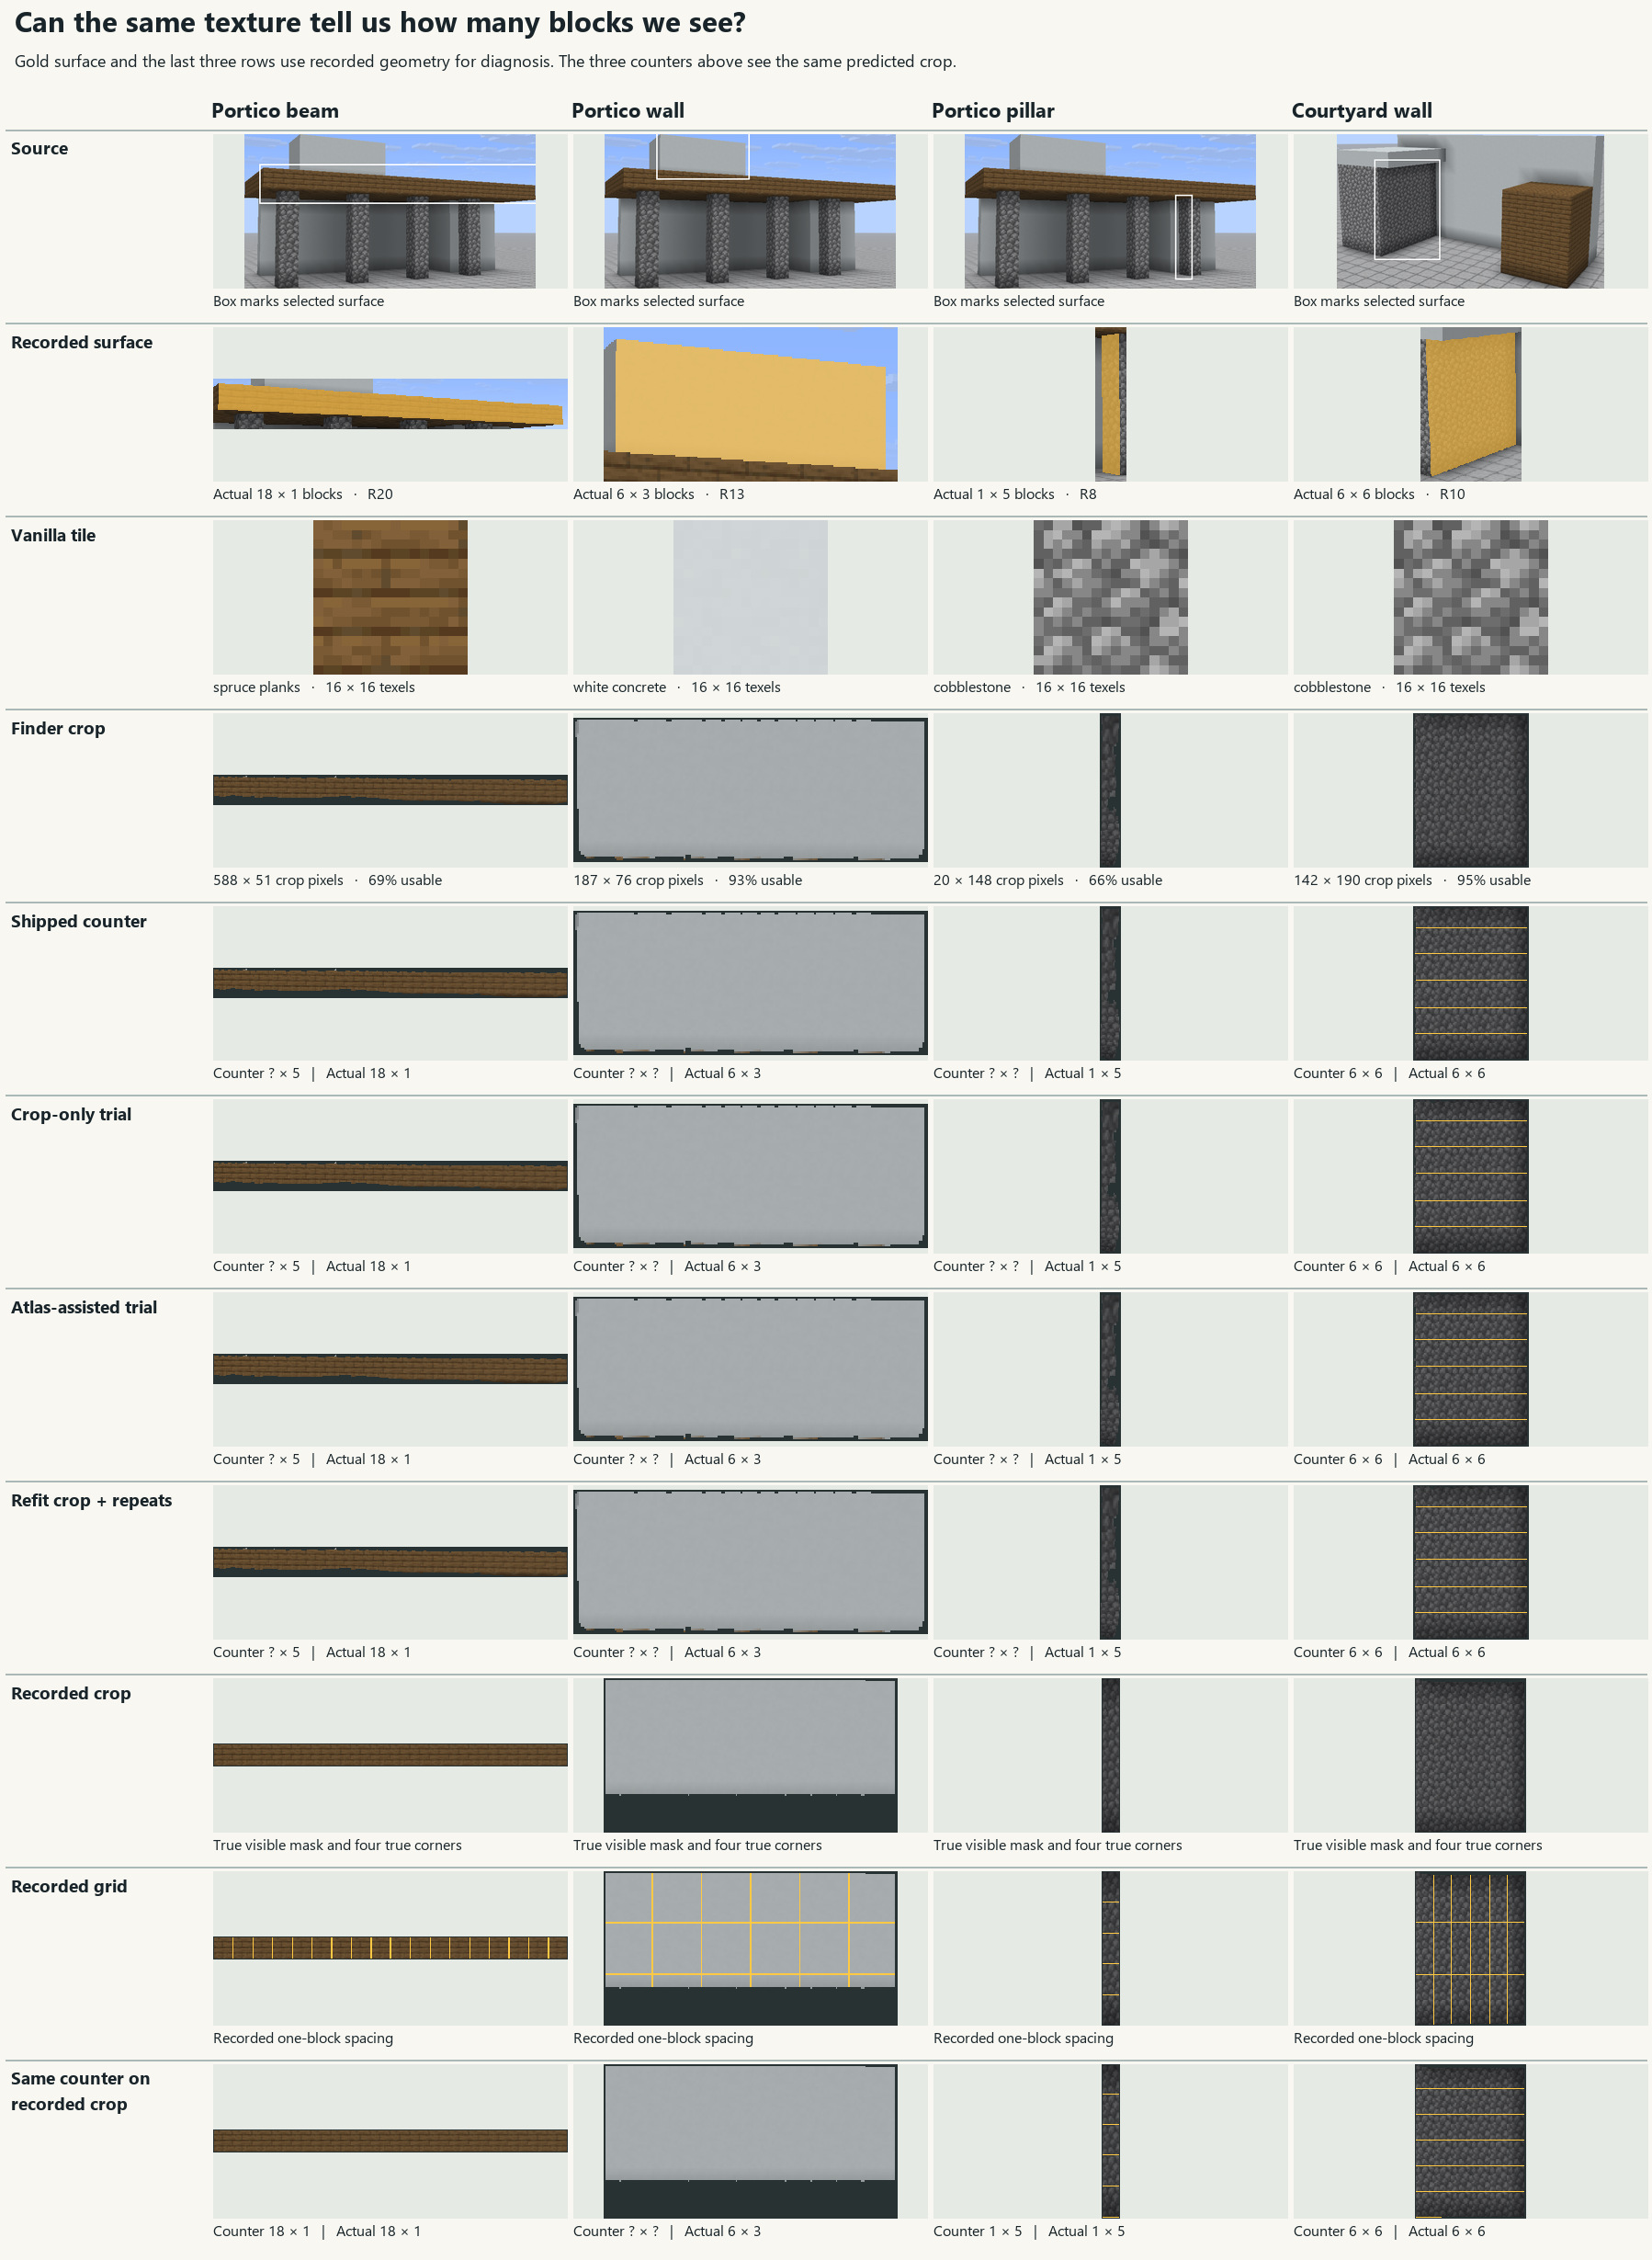 Can the same texture tell us how many blocks we see?
Gold surface and the last three rows use recorded geometry for diagnosis. The three counters above see the same predicted crop.
Portico beam Portico wall Portico pillar Courtyard wall
Source
Box marks selected surface Box marks selected surface Box marks selected surface Box marks selected surface
Recorded surface
Actual 18 × 1 blocks · R20 Actual 6 × 3 blocks · R13 Actual 1 × 5 blocks · R8 Actual 6 × 6 blocks · R10
Vanilla tile
spruce planks · 16 × 16 texels white concrete · 16 × 16 texels cobblestone · 16 × 16 texels cobblestone · 16 × 16 texels
Finder crop
588 × 51 crop pixels · 69% usable 187 × 76 crop pixels · 93% usable 20 × 148 crop pixels · 66% usable 142 × 190 crop pixels · 95% usable
Shipped counter
Counter ? × 5 | Actual 18 × 1 Counter ? × ? | Actual 6 × 3 Counter ? × ? | Actual 1 × 5 Counter 6 × 6 | Actual 6 × 6
Crop-only trial
Counter ? × 5 | Actual 18 × 1 Counter ? × ? | Actual 6 × 3 Counter ? × ? | Actual 1 × 5 Counter 6 × 6 | Actual 6 × 6
Atlas-assisted trial
Counter ? × 5 | Actual 18 × 1 Counter ? × ? | Actual 6 × 3 Counter ? × ? | Actual 1 × 5 Counter 6 × 6 | Actual 6 × 6
Refit crop + repeats
Counter ? × 5 | Actual 18 × 1 Counter ? × ? | Actual 6 × 3 Counter ? × ? | Actual 1 × 5 Counter 6 × 6 | Actual 6 × 6
Recorded crop
True visible mask and four true corners True visible mask and four true corners True visible mask and four true corners True visible mask and four true corners
Recorded grid
Recorded one-block spacing Recorded one-block spacing Recorded one-block spacing Recorded one-block spacing
Same counter on
recorded crop
Counter 18 × 1 | Actual 18 × 1 Counter ? × ? | Actual 6 × 3 Counter 1 × 5 | Actual 1 × 5 Counter 6 × 6 | Actual 6 × 6